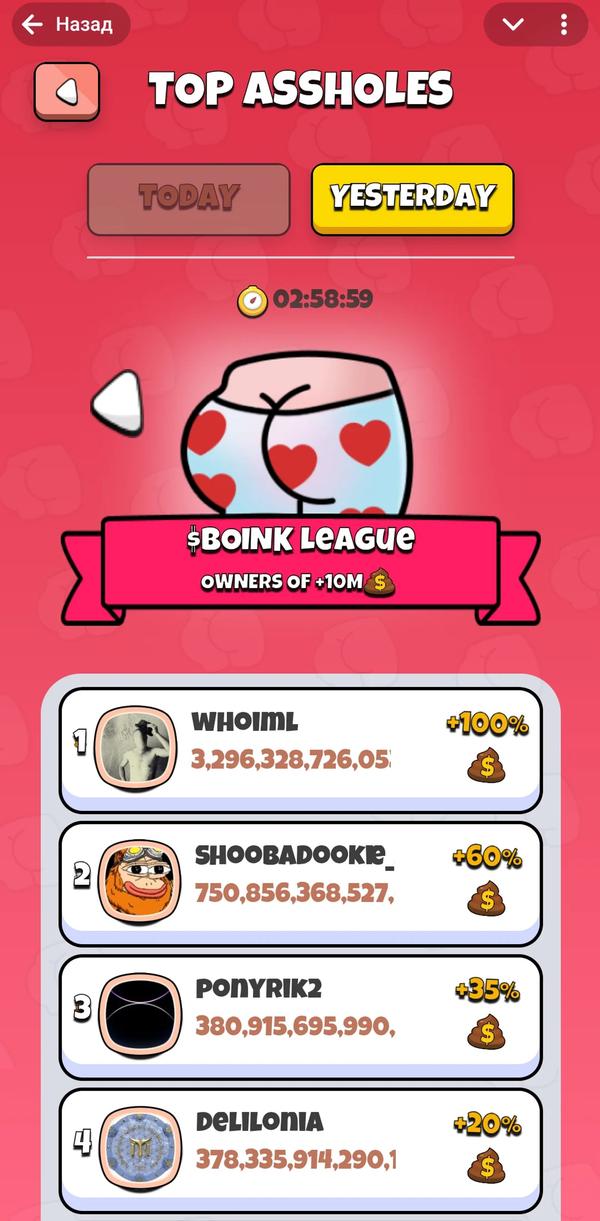 Назад
TOP ASSHOLES
TODAY
YESTERDAY
02:58:59
$BOINK LEAGUE
OWNERS OF +10M
1
WHOIML
3,296,328,726,05
+100%
2
SHOOBADOOKIE_
750,856,368,527,
+60%
3
PONYRIK2
380,915,695,990,
+35%
4
DELILONIA
378,335,914,290,1
+20%